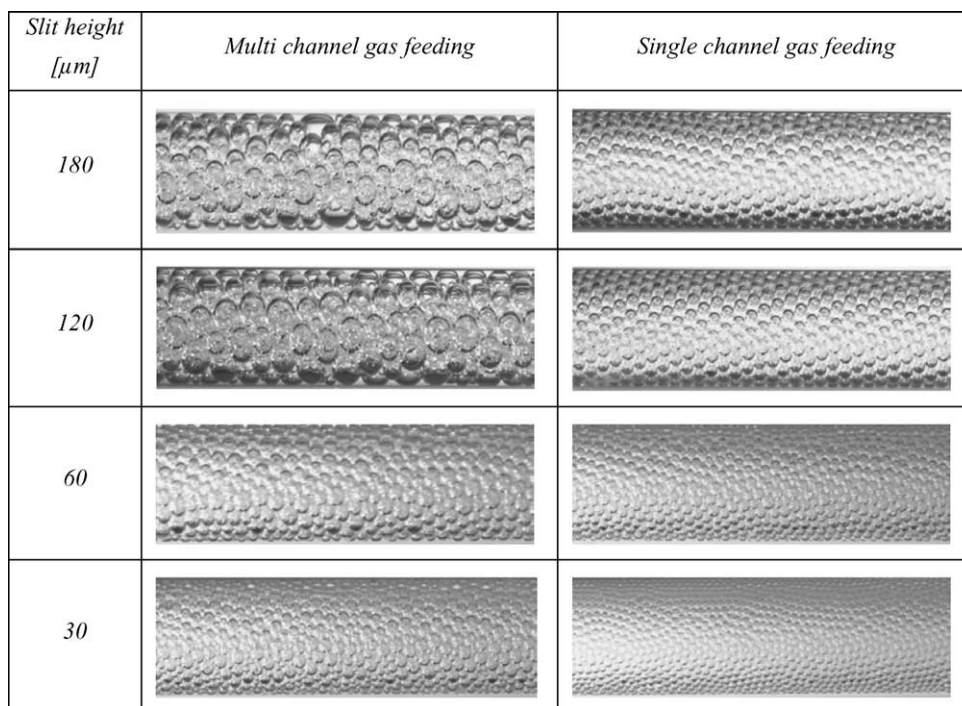 Slit height
[µm]
Multi channel gas feeding
Single channel gas feeding
180
120
60
30